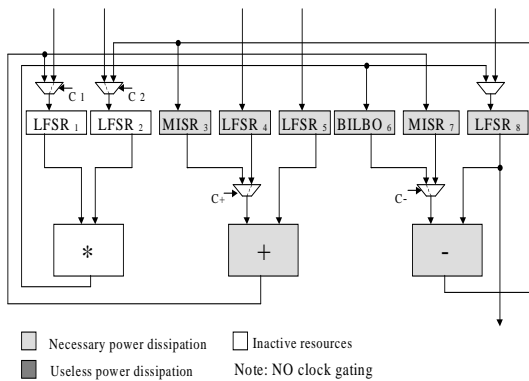 C 1
C 2
LFSR 1
LFSR 2
MISR 3
LFSR 4
LFSR 5
BILBO 6
MISR 7
LFSR 8
C+
C-
*
+
-
Necessary power dissipation
Inactive resources
Useless power dissipation
Note: NO clock gating